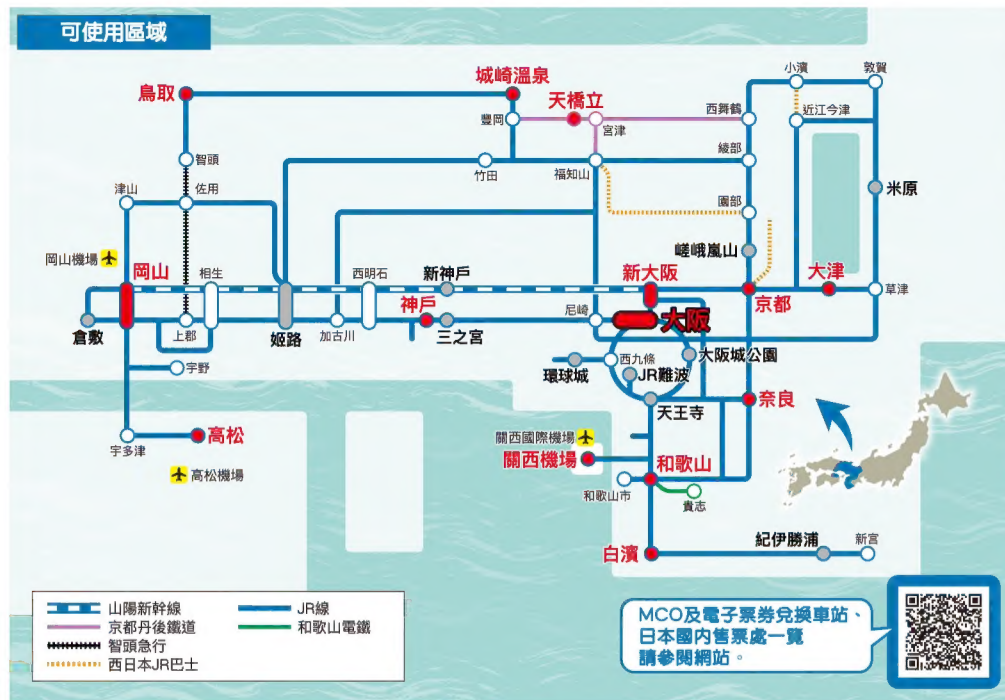 可使用區域
小濱
敦賀
城崎溫泉
鳥取
天橋立
西舞鶴
近江今津
豐岡
宮津
智頭
竹田
福知山
綾部
津山
佐用
米原
園部
嵯峨嵐山
岡山機場
岡山
相生
西明石
新神戶
新大阪
大津
神戶
京都
草津
倉敷
上郡
姬路
加古川
三之宮
尼崎
大阪
宇野
環球城
西九條
大阪城公園
JR難波
天王寺
奈良
宇多津
高松
關西國際機場
關西機場
和歌山
高松機場
和歌山市
貴志
白濱
紀伊勝浦
新宮
山陽新幹線
JR線
京都丹後鐵道
和歌山電鐵
智頭急行
西日本JR巴士
MCO及電子票券兌換車站、
日本國內售票處一覽
請參閱網站。